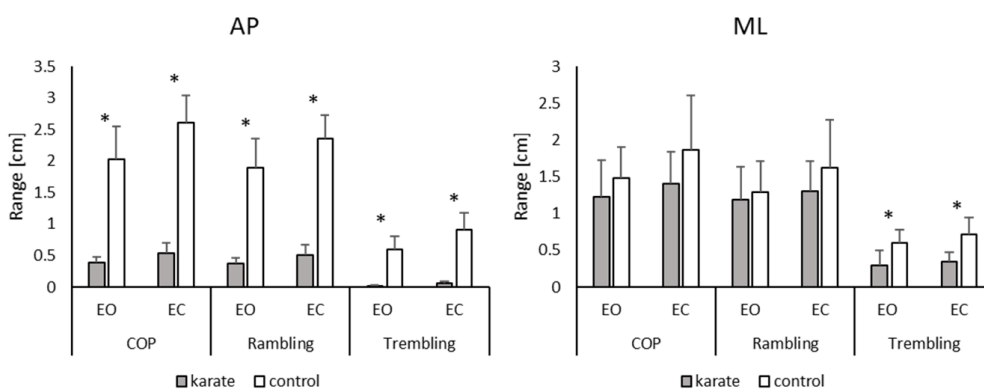 AP
Range [cm]
3.5
3
2.5
2
1.5
1
0.5
0
*
*
*
*
*
*
EO
EC
EO
EC
EO
EC
COP
Rambling
Trembling
karate
control
ML
Range [cm]
3
2.5
2
1.5
1
0.5
0
*
*
EO
EC
EO
EC
EO
EC
COP
Rambling
Trembling
karate
control